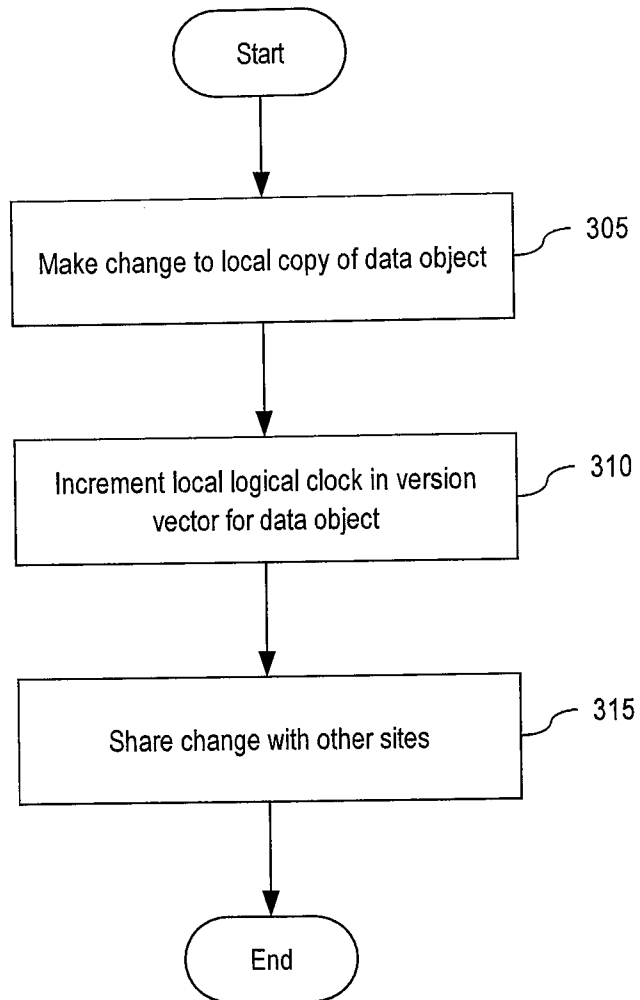 Start
Make change to local copy of data object
305
Increment local logical clock in version
vector for data object
310
Share change with other sites
315
End